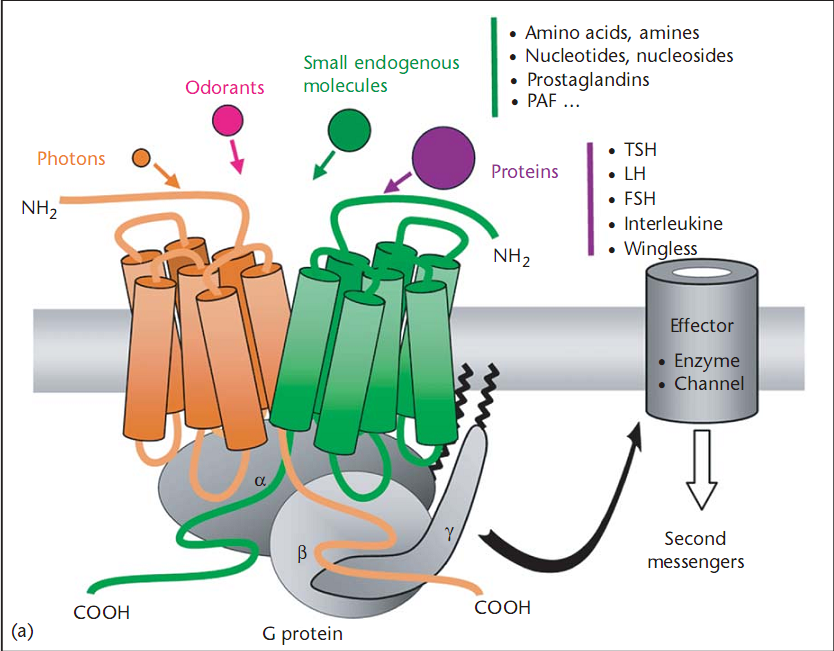 • Amino acids, amines
• Nucleotides, nucleosides
• Prostaglandins
• PAF ...
Small endogenous
molecules
Odorants
Photons
Proteins
• TSH
• LH
• FSH
• Interleukine
• Wingless
NH2
NH2
Effector
• Enzyme
• Channel
α
β
γ
Second
messengers
COOH
COOH
G protein
(a)